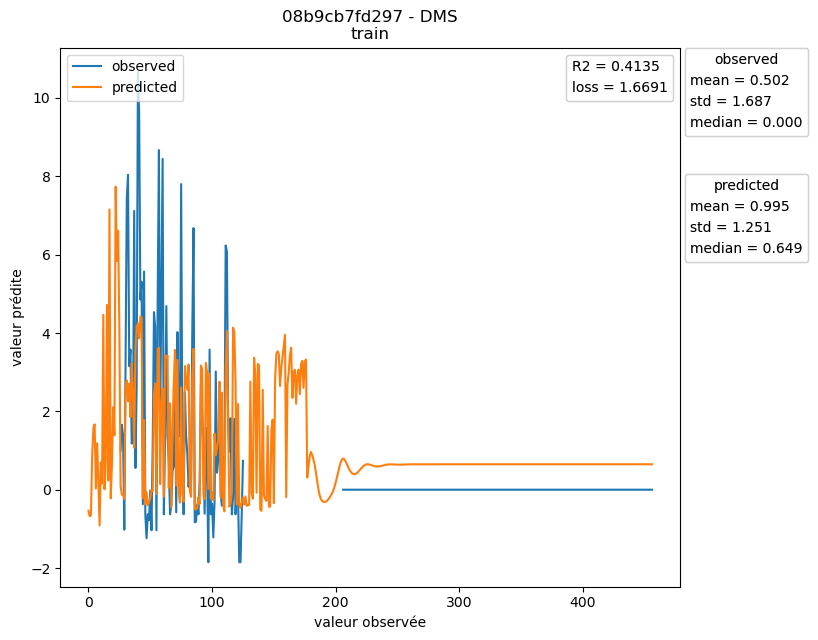 08b9cb7fd297 - DMS
train
observed
predicted
R2 = 0.4135
loss = 1.6691
observed
mean = 0.502
std = 1.687
median = 0.000
predicted
mean = 0.995
std = 1.251
median = 0.649
valeur prédite
10
8
6
4
2
0
−2
0
100
200
300
400
valeur observée